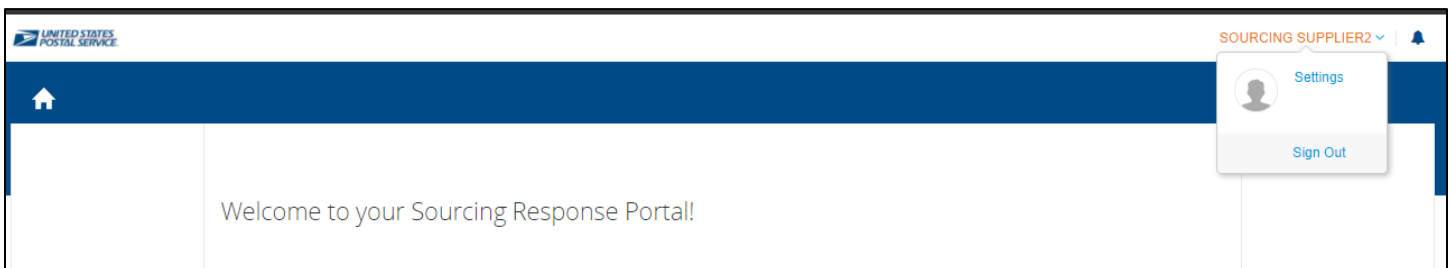 UNITED STATES
POSTAL SERVICE.
SOURCING SUPPLIER2
Settings
Sign Out
Welcome to your Sourcing Response Portal!